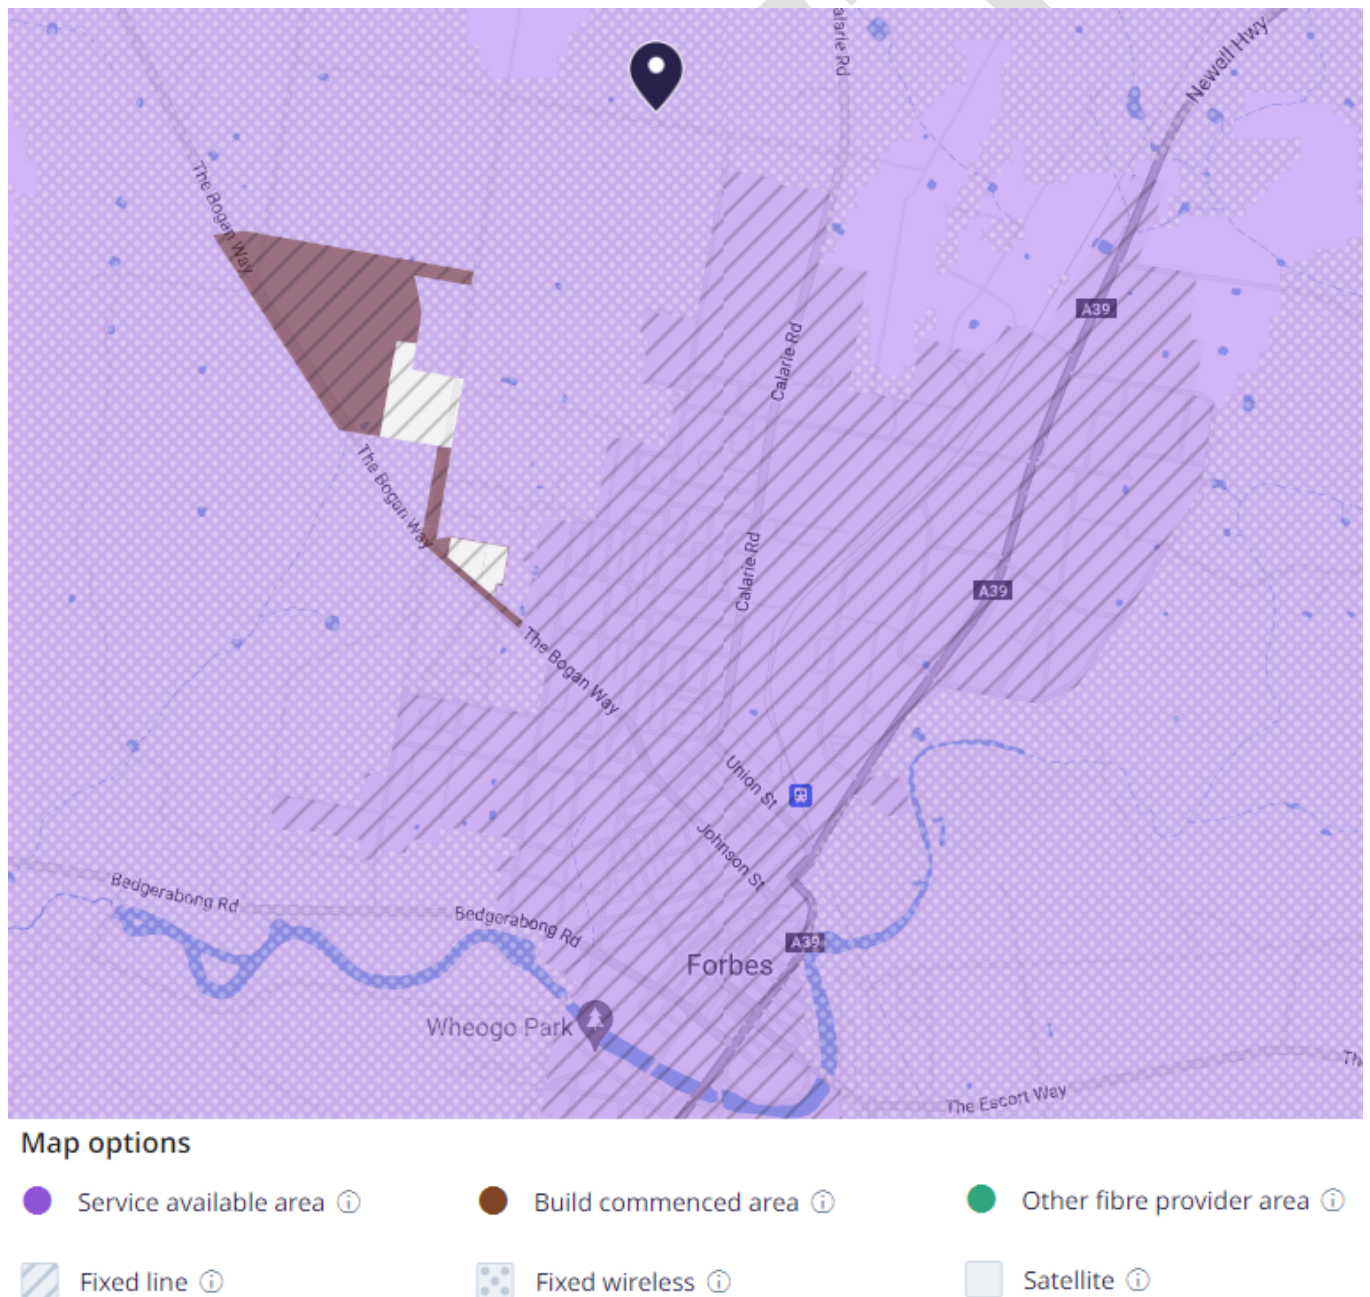 alarie Rd
Newell Hwy
The Bogan Way
A39
Calarie Rd
The Bogan Way
Calarie Rd
A39
The Bogan Way
Union St
Johnson St
Bedgerabong Rd
Bedgerabong Rd
A39
Forbes
Wheogo Park
The Escort Way
Th
Map options
Service available area
Build commenced area
Other fibre provider area
Fixed line
Fixed wireless
Satellite